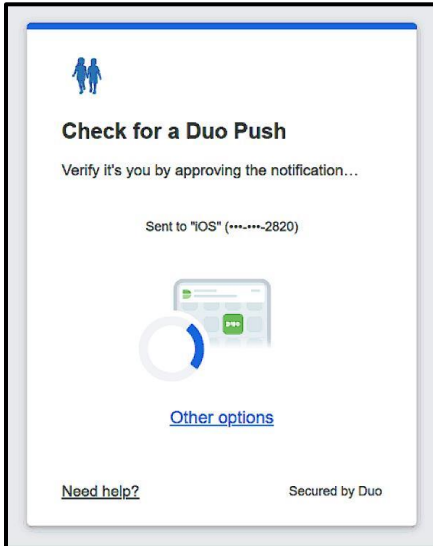 Check for a Duo Push
Verify it's you by approving the notification…
Sent to "iOS" (•••-•••-2820)
DUO
Other options
Need help?
Secured by Duo